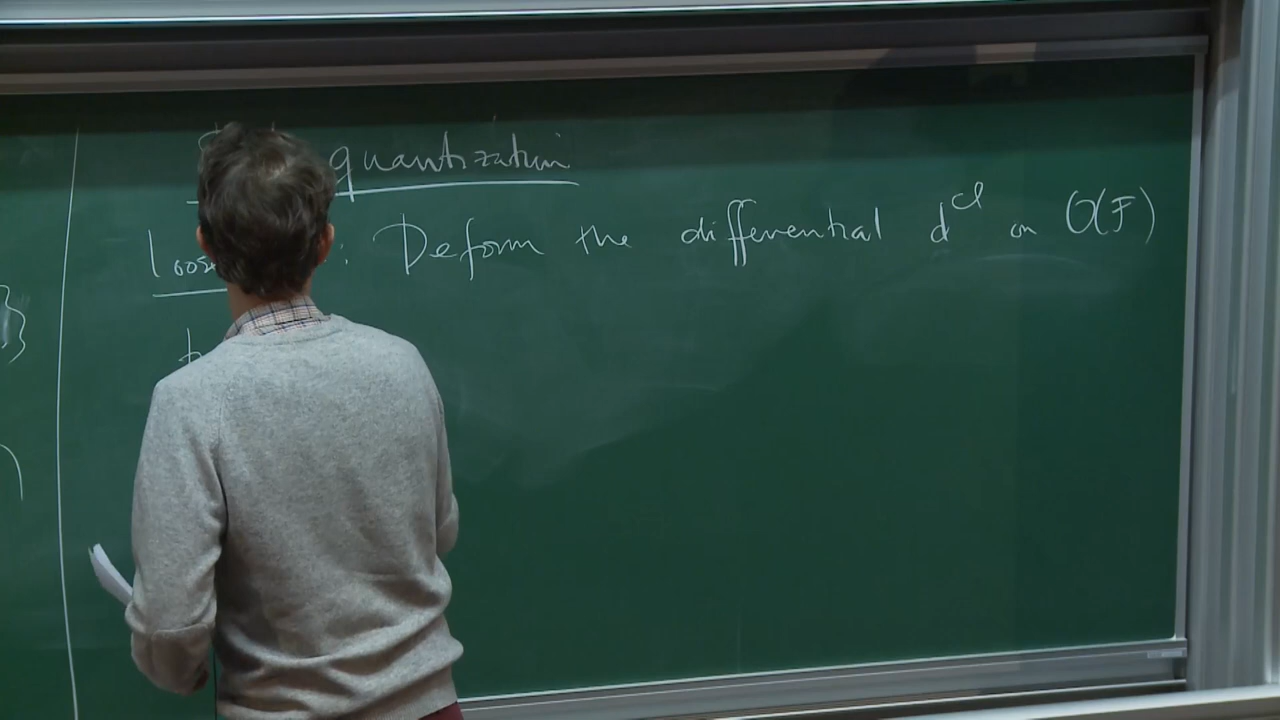 quantization
: Deform the differential d^cl on O(F)